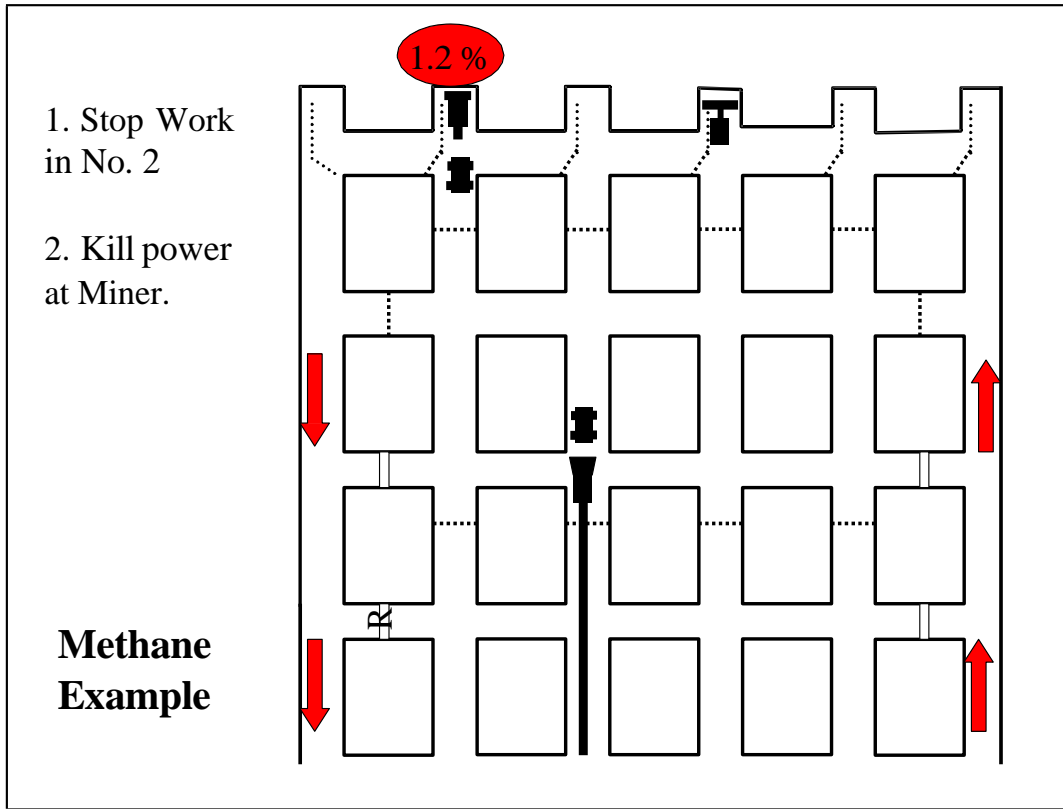 1.2 %
1. Stop Work
in No. 2
2. Kill power
at Miner.
R
Methane
Example